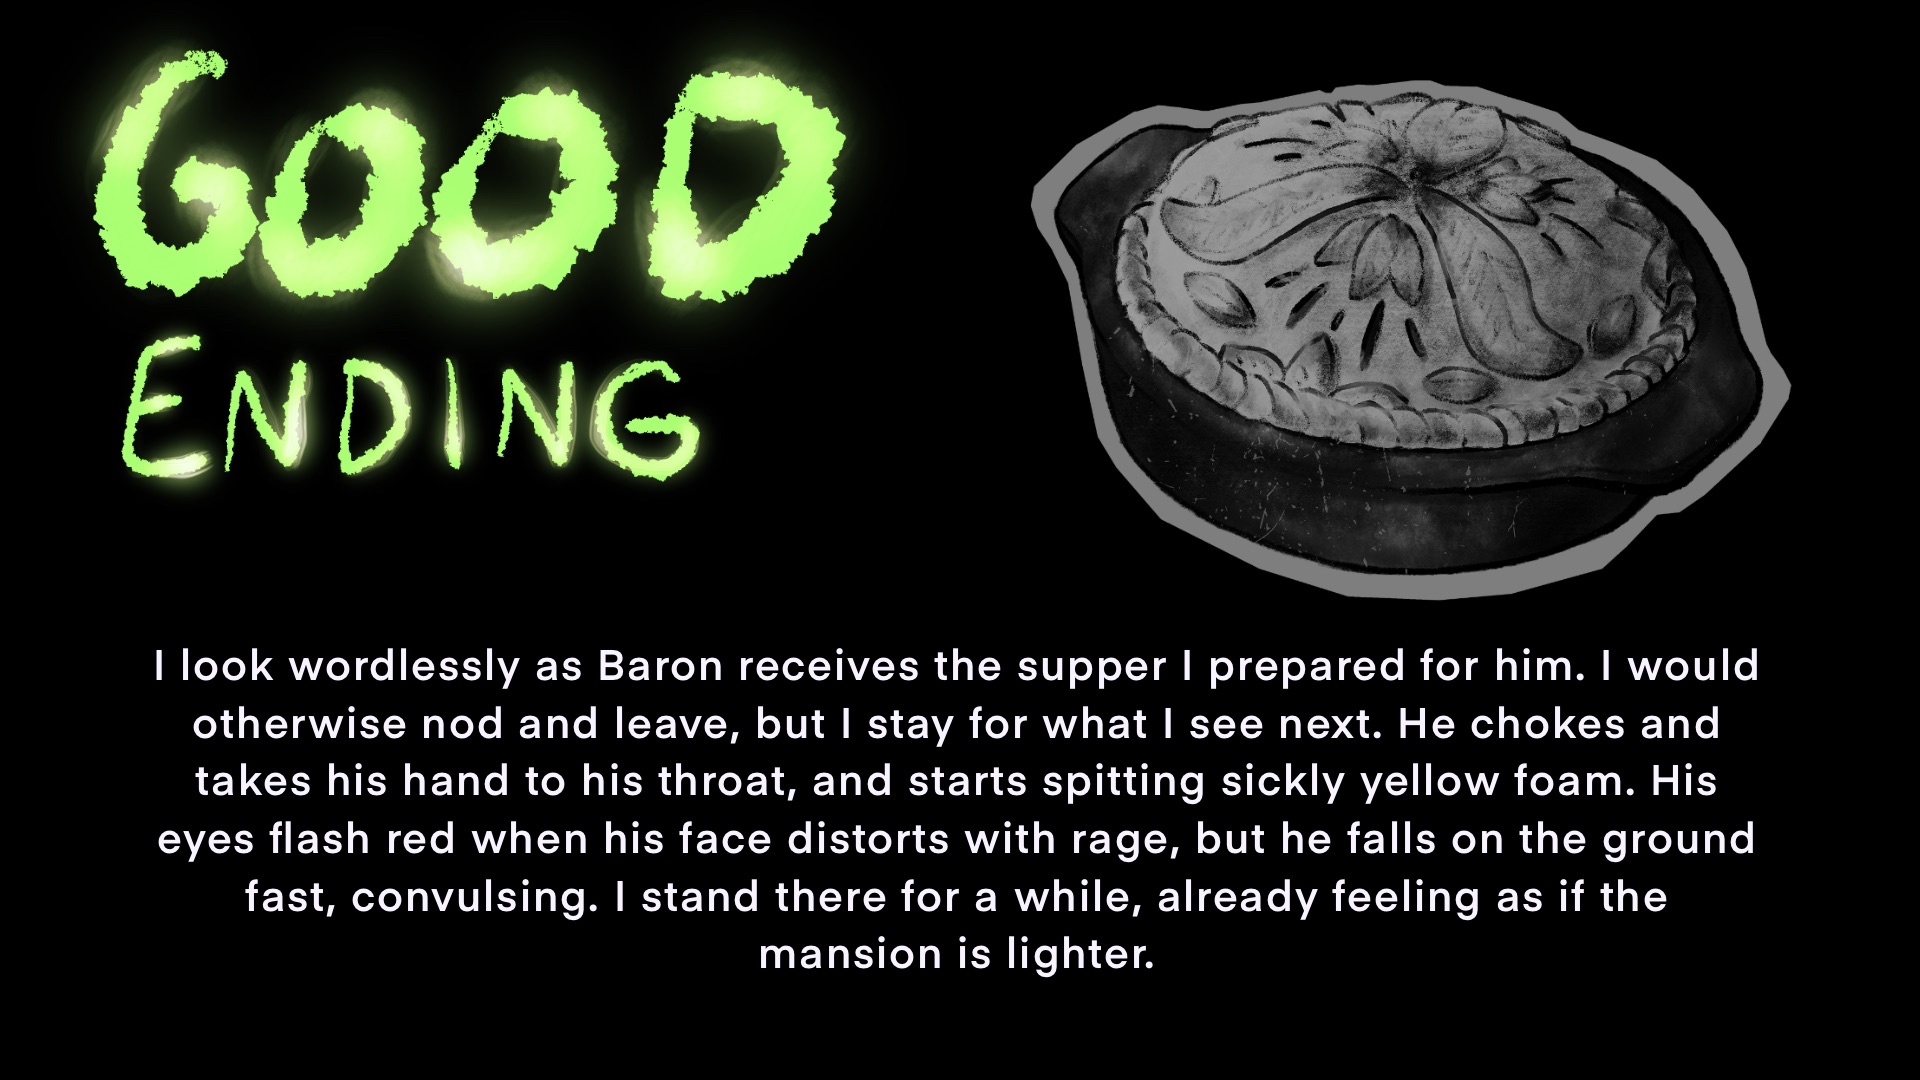 GOOD
ENDING
I look wordlessly as Baron receives the supper I prepared for him. I would
otherwise nod and leave, but I stay for what I see next. He chokes and
takes his hand to his throat, and starts spitting sickly yellow foam. His
eyes flash red when his face distorts with rage, but he falls on the ground
fast, convulsing. I stand there for a while, already feeling as if the
mansion is lighter.